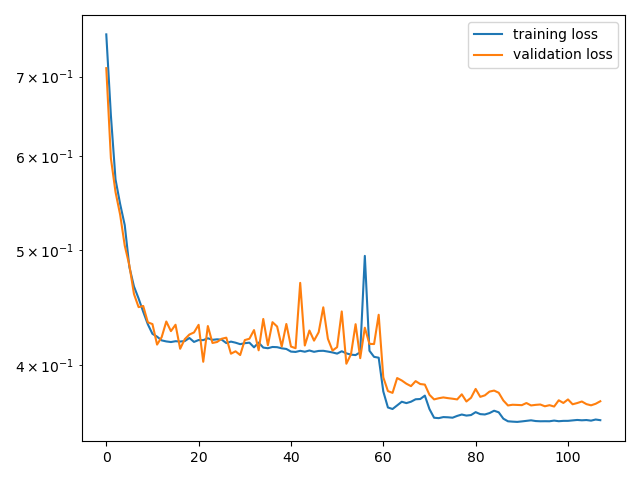 training loss
validation loss
7 × 10⁻¹
6 × 10⁻¹
5 × 10⁻¹
4 × 10⁻¹
0 20 40 60 80 100